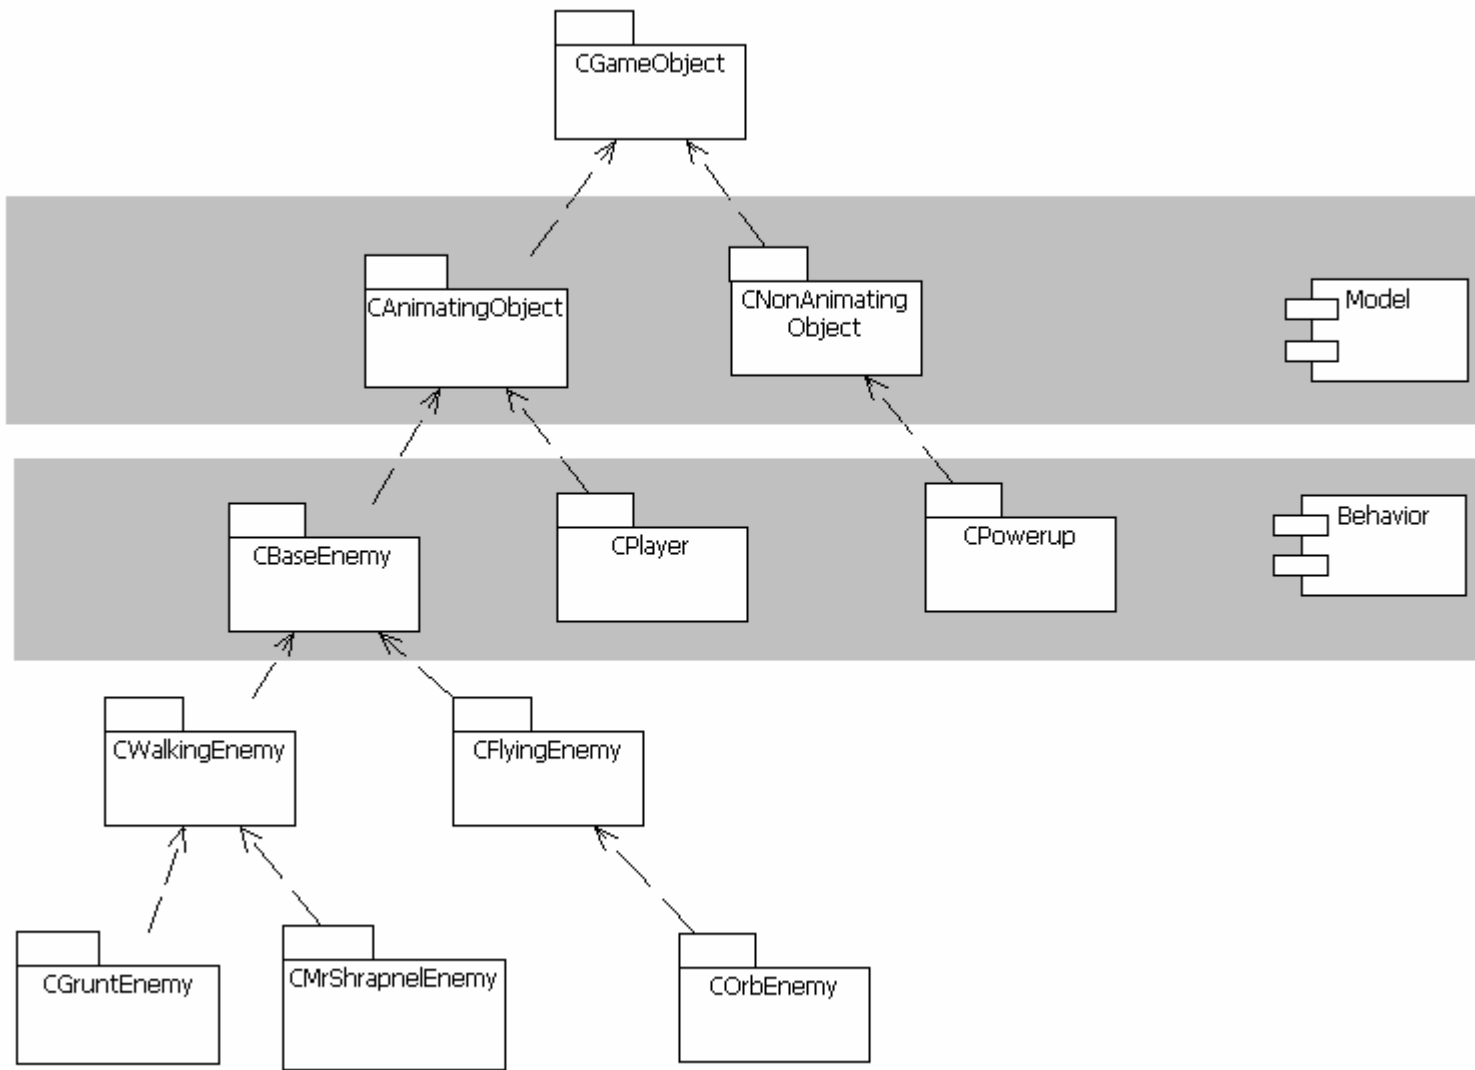 CGameObject
CAnimatingObject
CNonAnimating
Object
Model
CBaseEnemy
CPlayer
CPowerup
Behavior
CWalkingEnemy
CFlyingEnemy
CGruntEnemy
CMrShrapnelEnemy
COrbEnemy